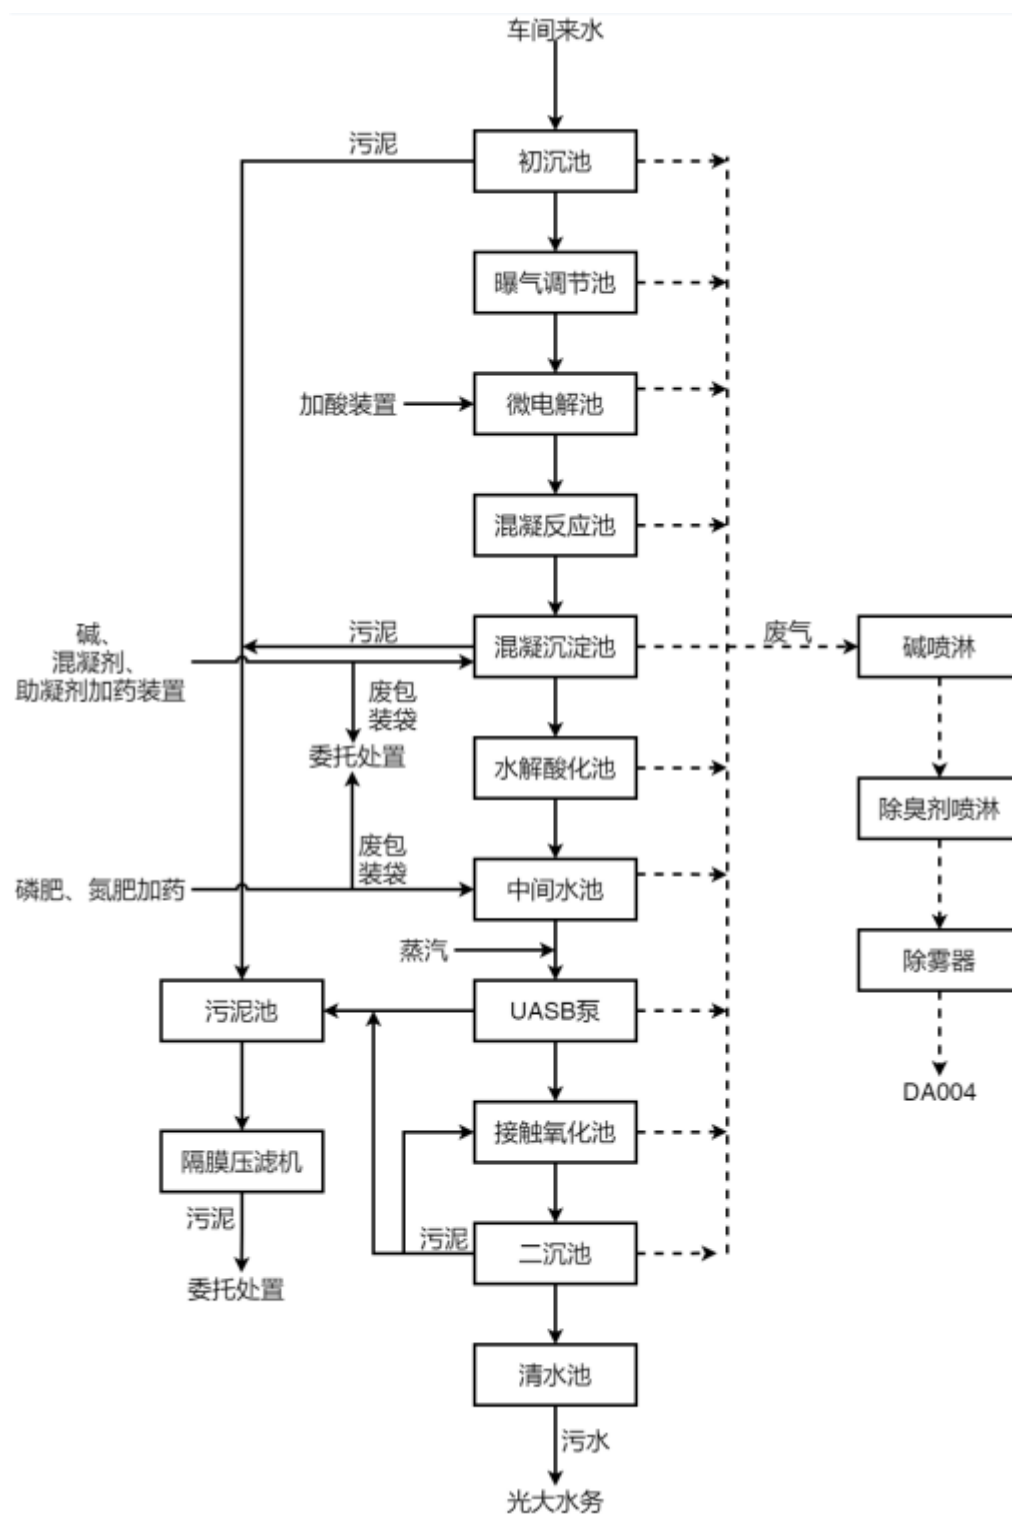 车间来水
污泥
初沉池
曝气调节池
加酸装置
微电解池
混凝反应池
碱、
混凝剂、
助凝剂加药装置
污泥
混凝沉淀池
废气
碱喷淋
废包
装袋
委托处置
水解酸化池
除臭剂喷淋
废包
装袋
磷肥、氮肥加药
中间水池
蒸汽
除雾器
污泥池
UASB泵
DA004
隔膜压滤机
接触氧化池
污泥
污泥
二沉池
委托处置
清水池
污水
光大水务